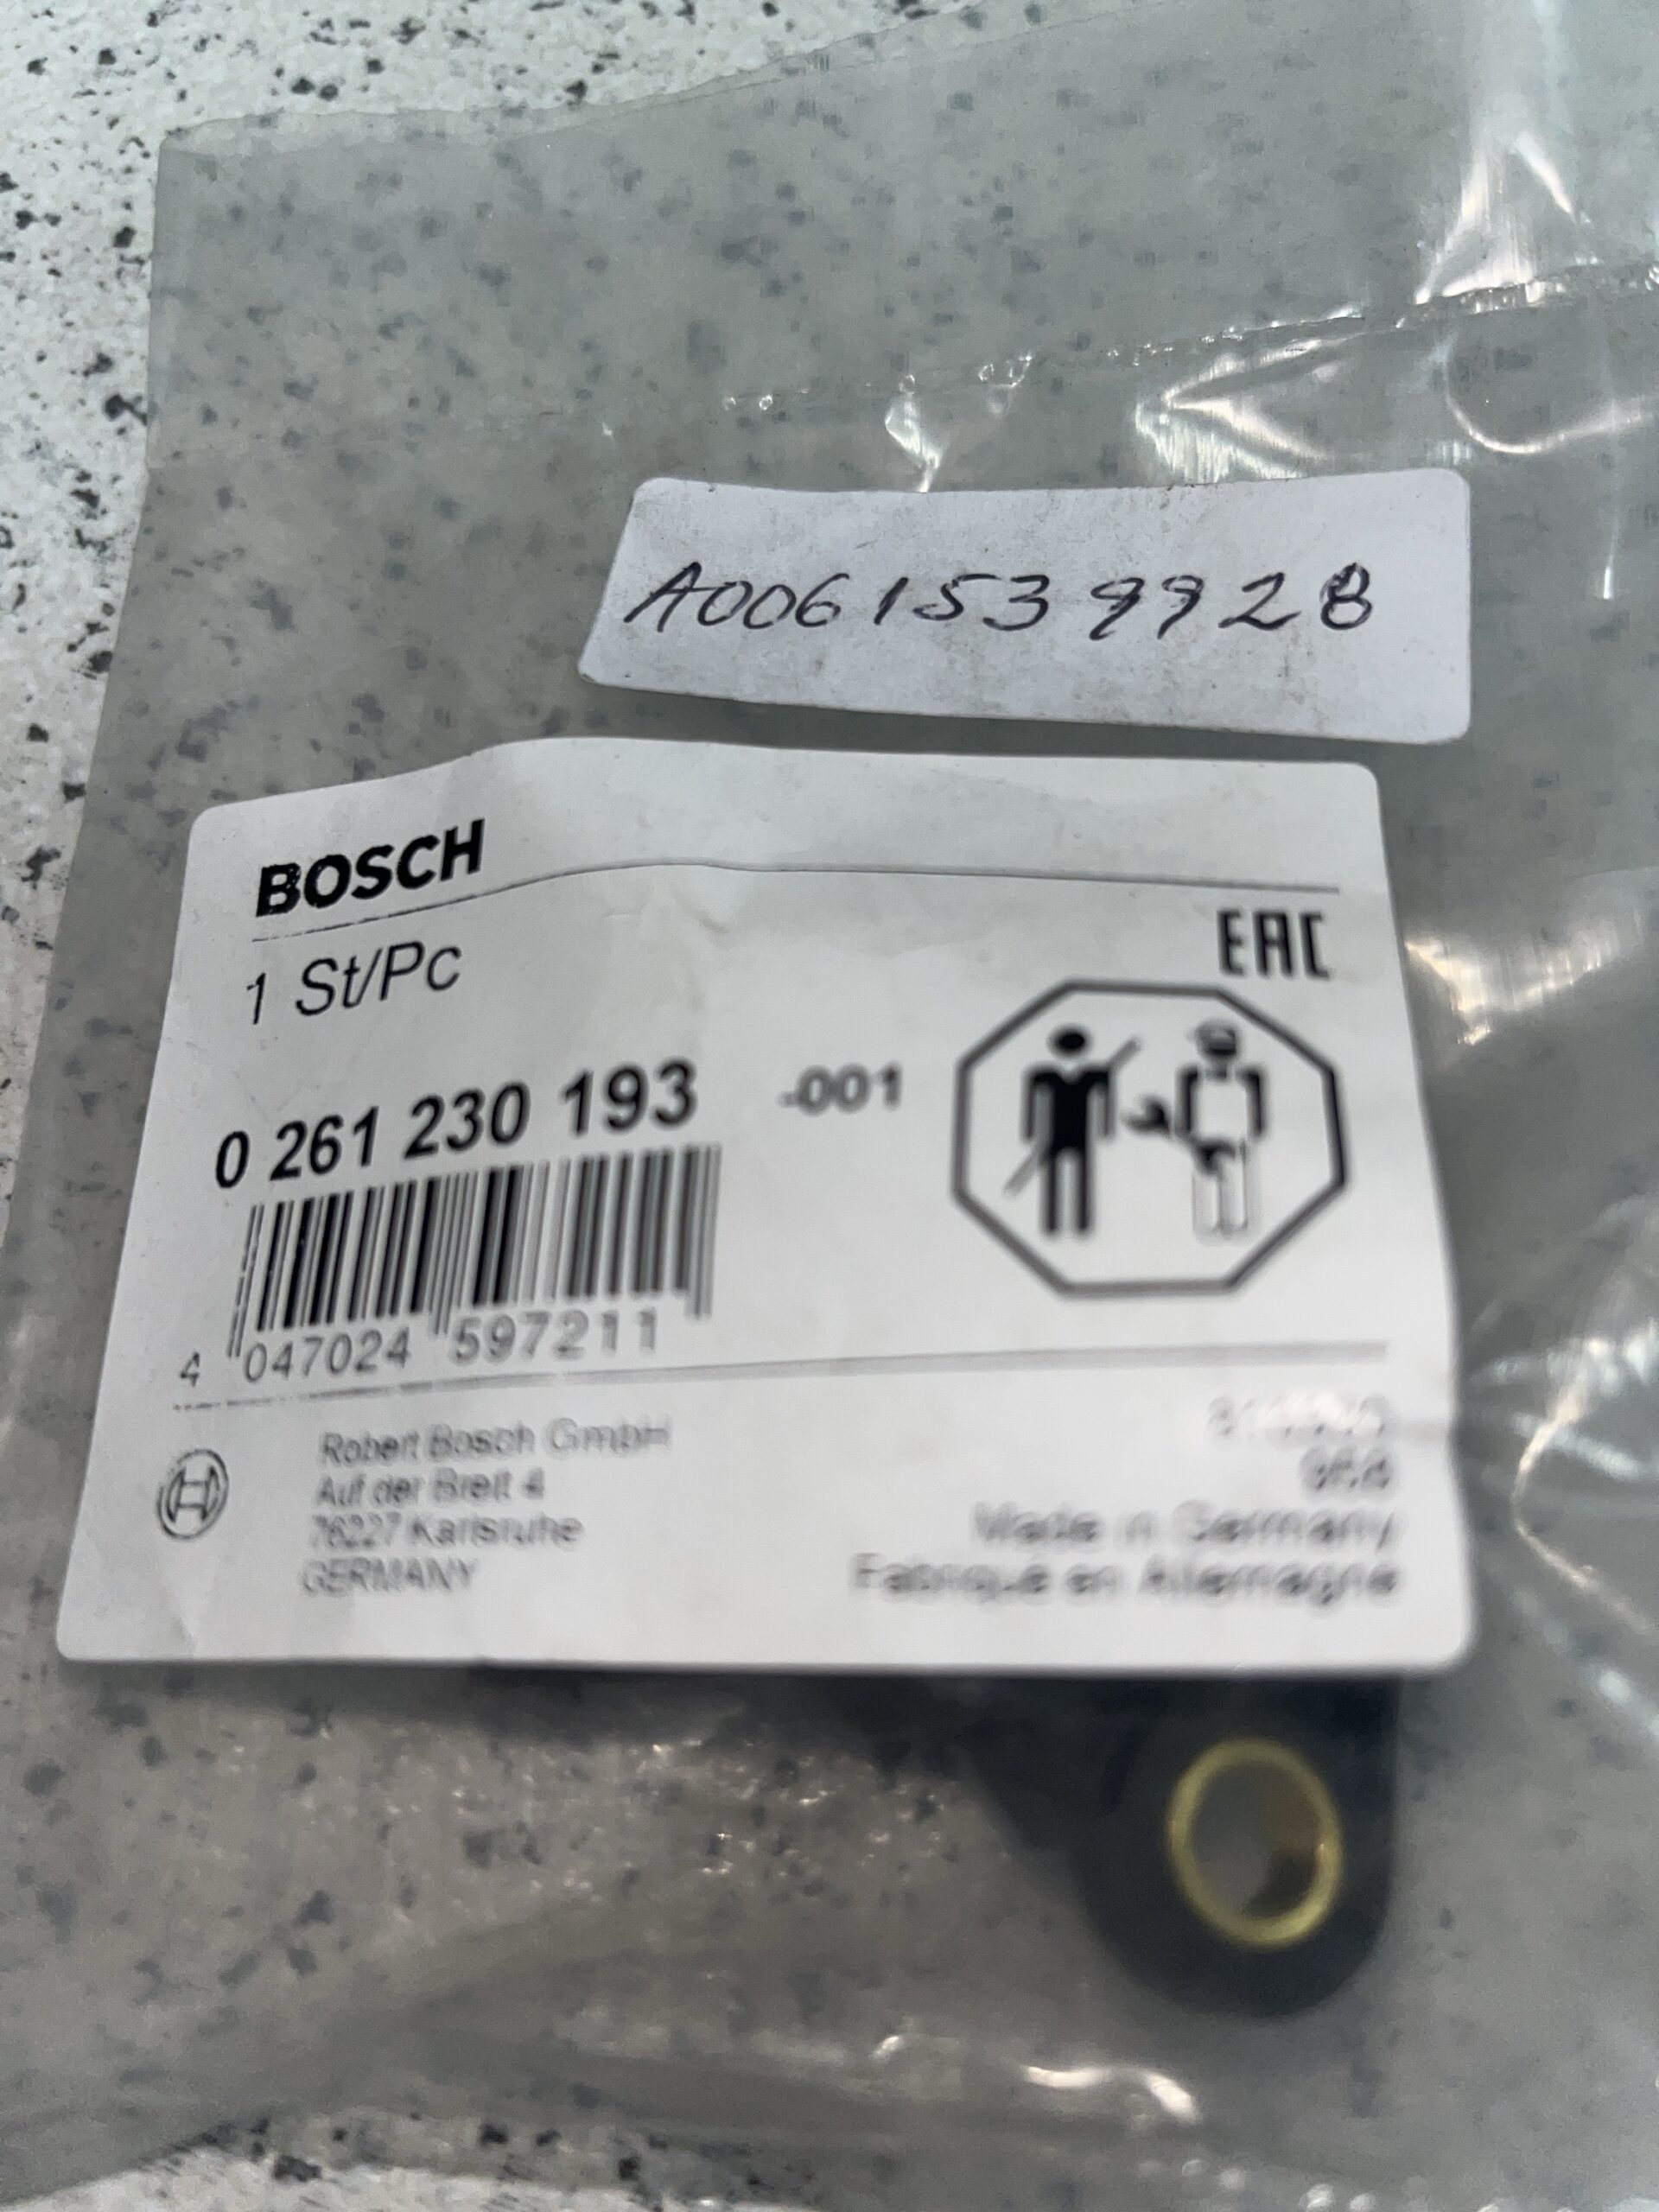 A0061539928
BOSCH
1 St/Pc
EAC
0 261 230 193 -001
4 047024 597211
Robert Bosch GmbH
Auf der Breit 4
76227 Karlsruhe
GERMANY
Made in Germany
Fabriqué en Allemagne